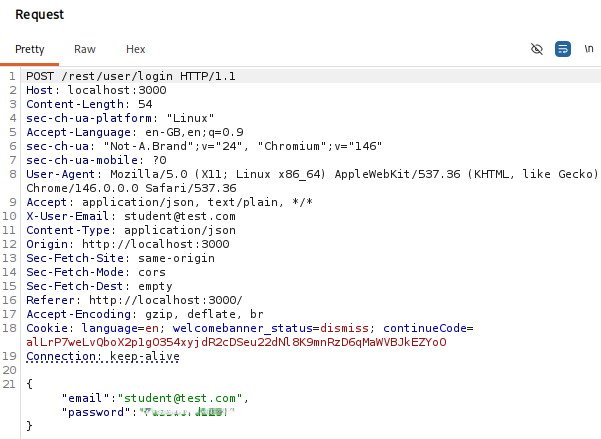 Request
Pretty Raw Hex \n
1 POST /rest/user/login HTTP/1.1
2 Host: localhost:3000
3 Content-Length: 54
4 sec-ch-ua-platform: "Linux"
5 Accept-Language: en-GB,en;q=0.9
6 sec-ch-ua: "Not-A.Brand";v="24", "Chromium";v="146"
7 sec-ch-ua-mobile: ?0
8 User-Agent: Mozilla/5.0 (X11; Linux x86_64) AppleWebKit/537.36 (KHTML, like Gecko)
Chrome/146.0.0.0 Safari/537.36
9 Accept: application/json, text/plain, */*
10 X-User-Email: student@test.com
11 Content-Type: application/json
12 Origin: http://localhost:3000
13 Sec-Fetch-Site: same-origin
14 Sec-Fetch-Mode: cors
15 Sec-Fetch-Dest: empty
16 Referer: http://localhost:3000/
17 Accept-Encoding: gzip, deflate, br
18 Cookie: language=en; welcomebanner_status=dismiss; continueCode=
alLrP7weLvQboX2p1gO354xyjdR2cDSeu22dNl8K9mnRzD6qMaWVBJkEZYoO
19 Connection: keep-alive
20
21 {
"email":"student@test.com",
"password":
}